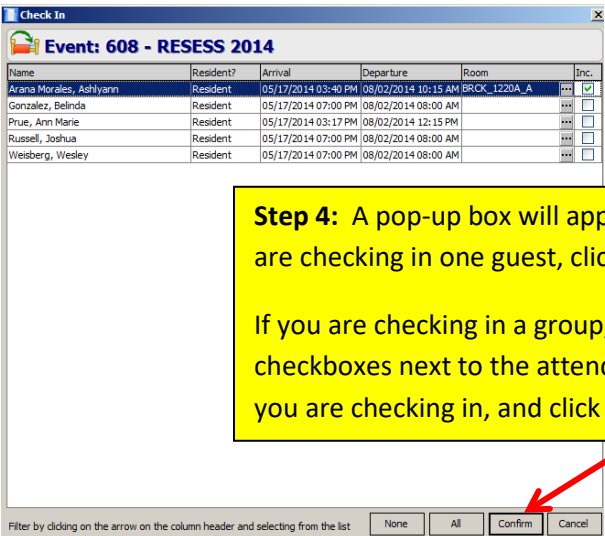 Check In
Event: 608 - RESESS 2014
Name Resident? Arrival Departure Room Inc.
Arana Morales, Ashlyann Resident 05/17/2014 03:40 PM 08/02/2014 10:15 AM BRCK_1220A_A ...
Gonzalez, Belinda Resident 05/17/2014 07:00 PM 08/02/2014 08:00 AM ...
Prue, Ann Marie Resident 05/17/2014 03:17 PM 08/02/2014 12:15 PM ...
Russell, Joshua Resident 05/17/2014 07:00 PM 08/02/2014 08:00 AM ...
Weisberg, Wesley Resident 05/17/2014 07:00 PM 08/02/2014 08:00 AM ...
Step 4: A pop-up box will app
are checking in one guest, clic
If you are checking in a group,
checkboxes next to the attend
you are checking in, and click
Filter by clicking on the arrow on the column header and selecting from the list None All Confirm Cancel